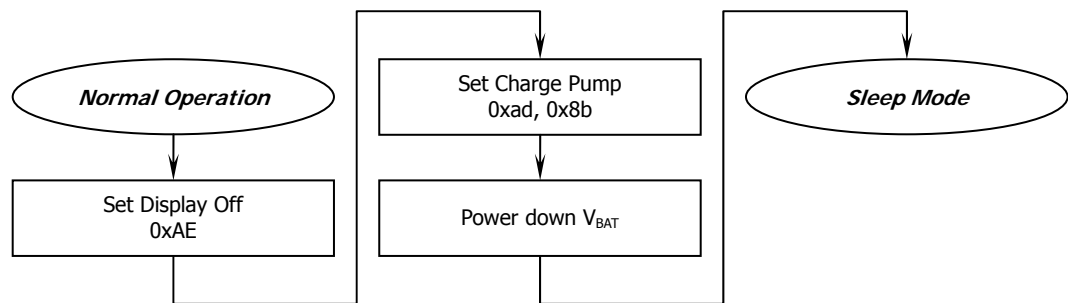 Normal Operation
Set Display Off
0xAE
Set Charge Pump
0xad, 0x8b
Power down VBAT
Sleep Mode